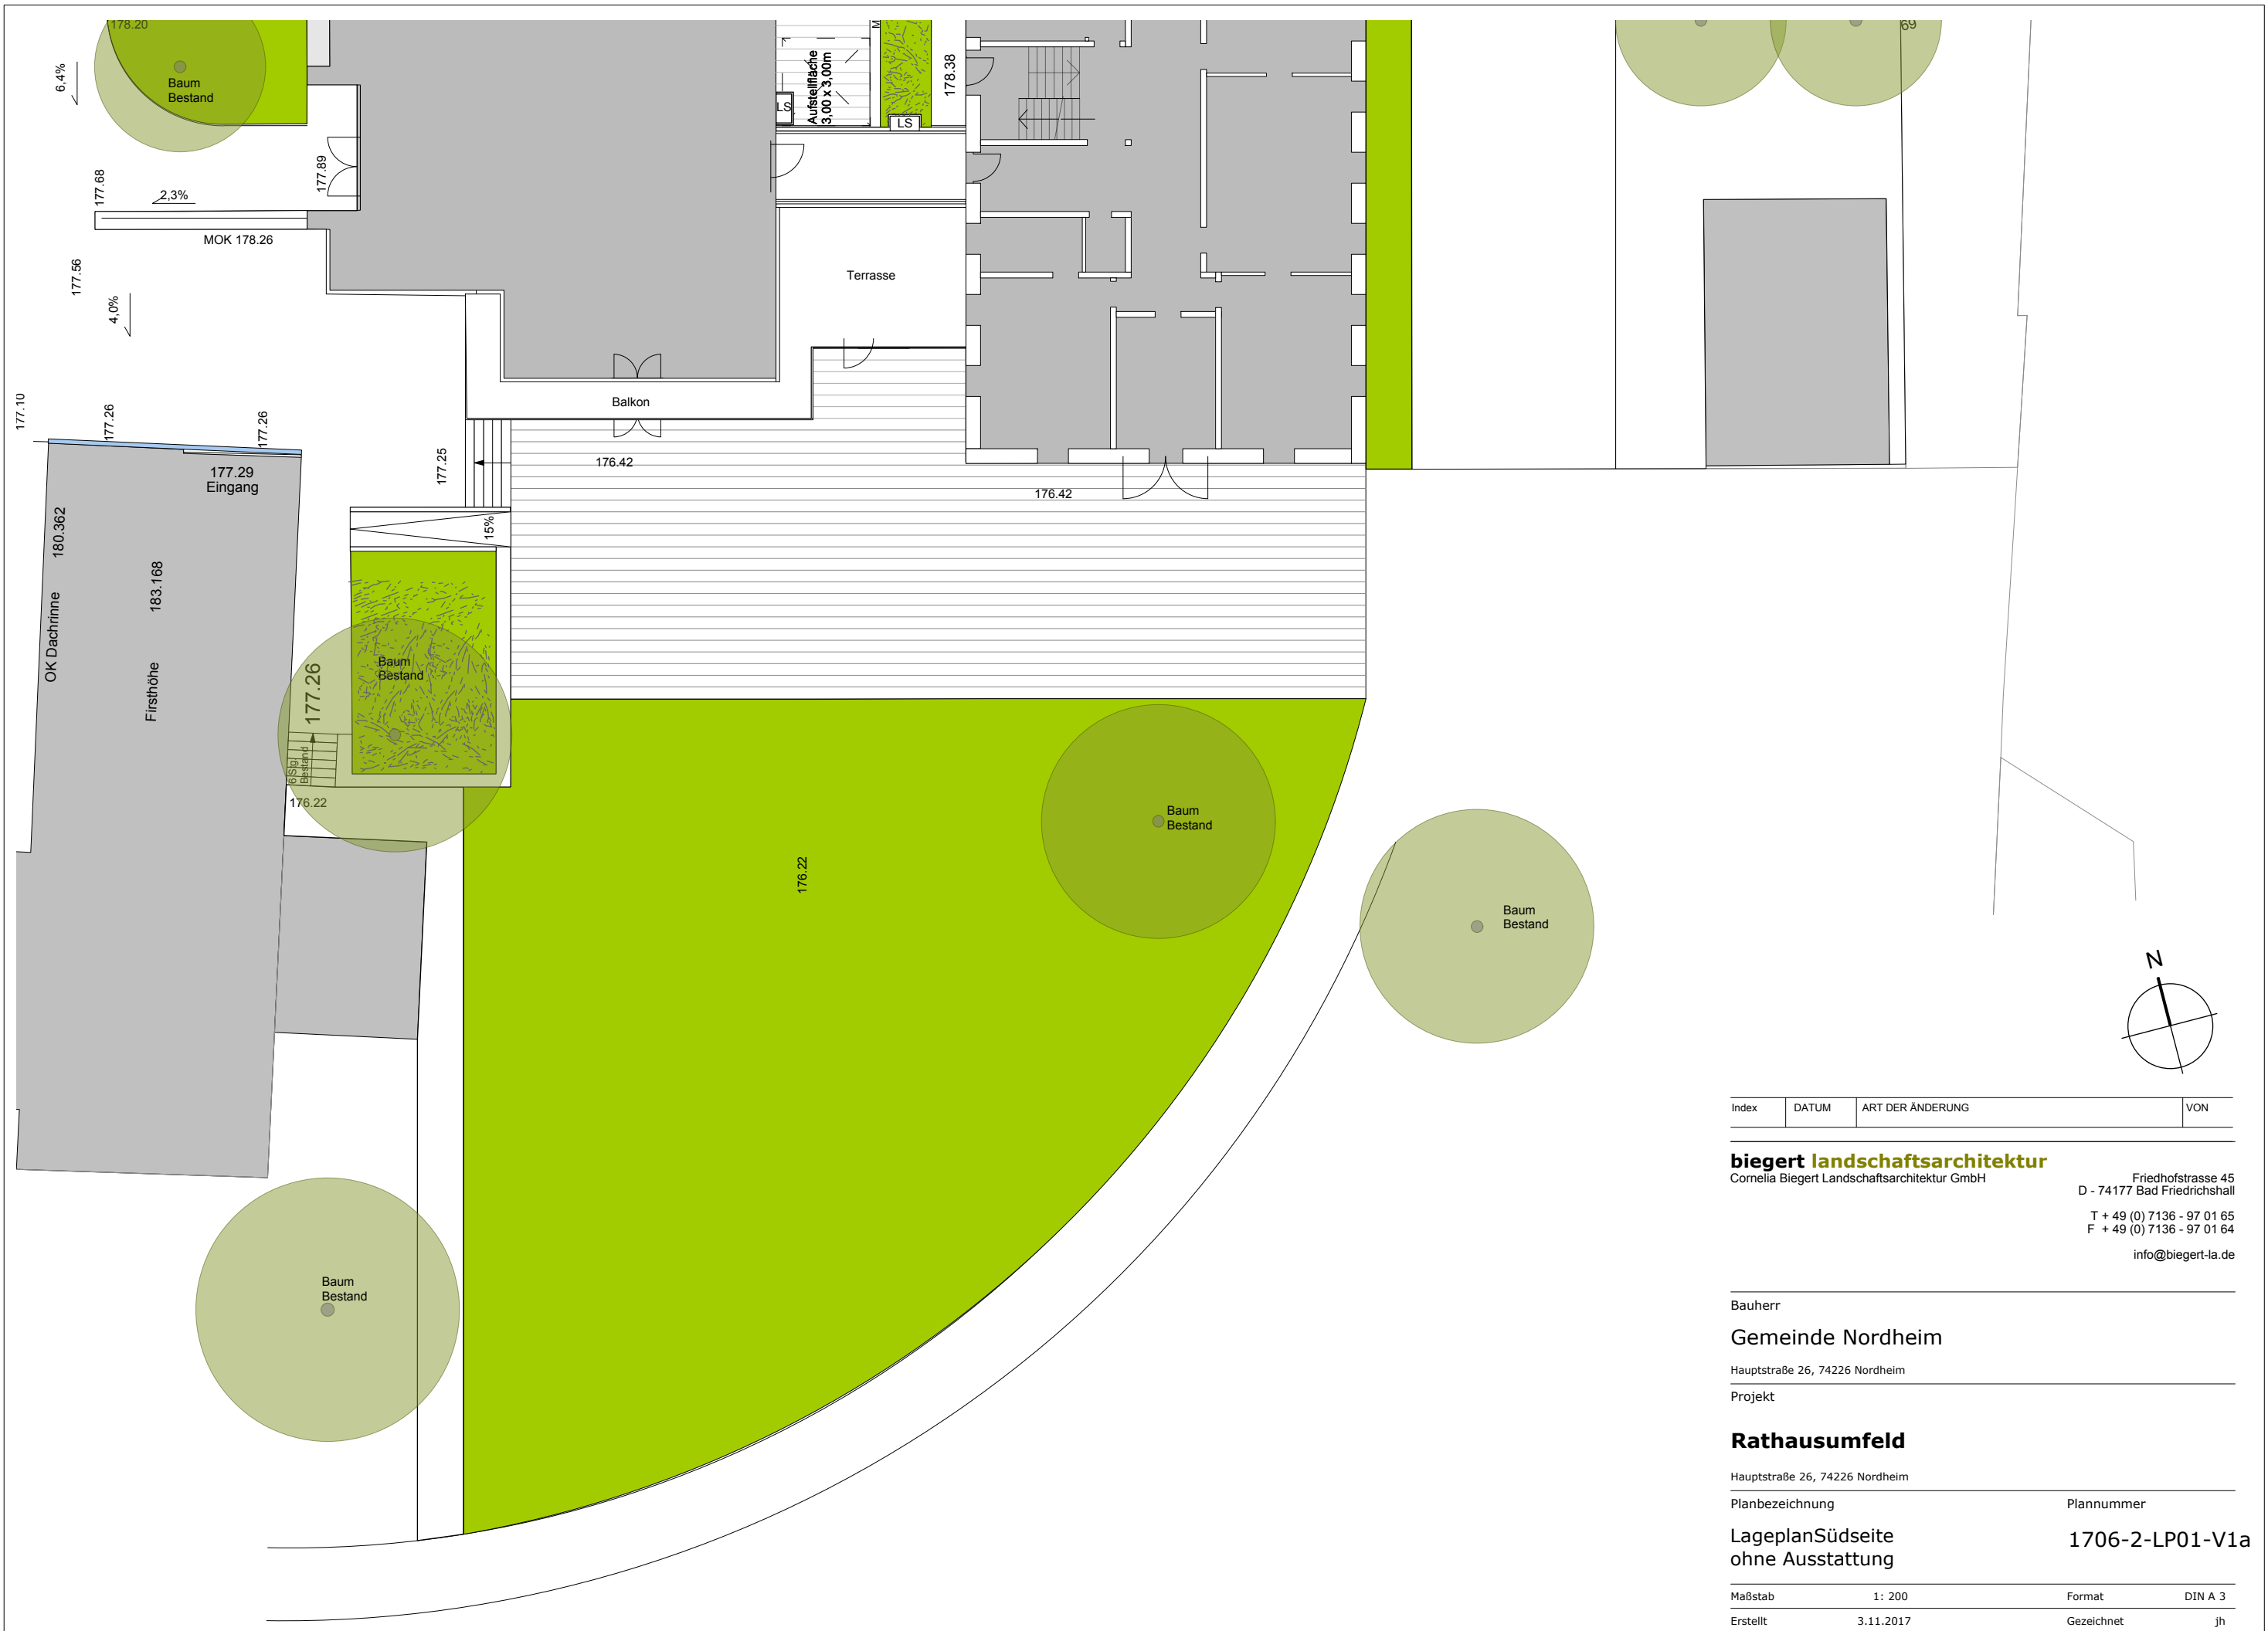 178.20
6,4%
Baum
Bestand
177.68
2,3%
177.89
MOK 178.26
177.56
4,0%
LS
Aufstellfläche
3,00 x 3,00m
M
LS
178.38
69
Terrasse
Balkon
177.10
177.26
177.26
177.29
Eingang
177.25
176.42
176.42
15%
OK Dachrinne 180.362
Firsthöhe 183.168
177.26
Baum
Bestand
6 Stg.
Bestand
176.22
176.22
Baum
Bestand
Baum
Bestand
Baum
Bestand
N
Index DATUM ART DER ÄNDERUNG VON
biegert landschaftsarchitektur
Cornelia Biegert Landschaftsarchitektur GmbH
Friedhofstrasse 45
D - 74177 Bad Friedrichshall
T + 49 (0) 7136 - 97 01 65
F + 49 (0) 7136 - 97 01 64
info@biegert-la.de
Bauherr
Gemeinde Nordheim
Hauptstraße 26, 74226 Nordheim
Projekt
Rathausumfeld
Hauptstraße 26, 74226 Nordheim
Planbezeichnung Plannummer
LageplanSüdseite 1706-2-LP01-V1a
ohne Ausstattung
Maßstab 1: 200 Format DIN A 3
Erstellt 3.11.2017 Gezeichnet jh